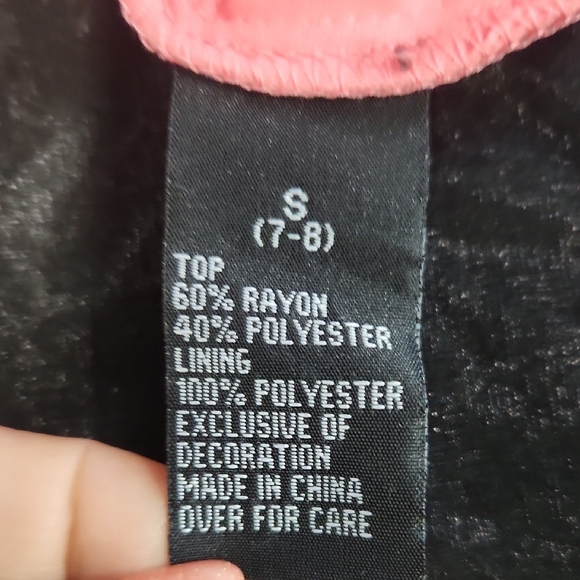 S
(7-8)
TOP
60% RAYON
40% POLYESTER
LINING
100% POLYESTER
EXCLUSIVE OF
DECORATION
MADE IN CHINA
OVER FOR CARE